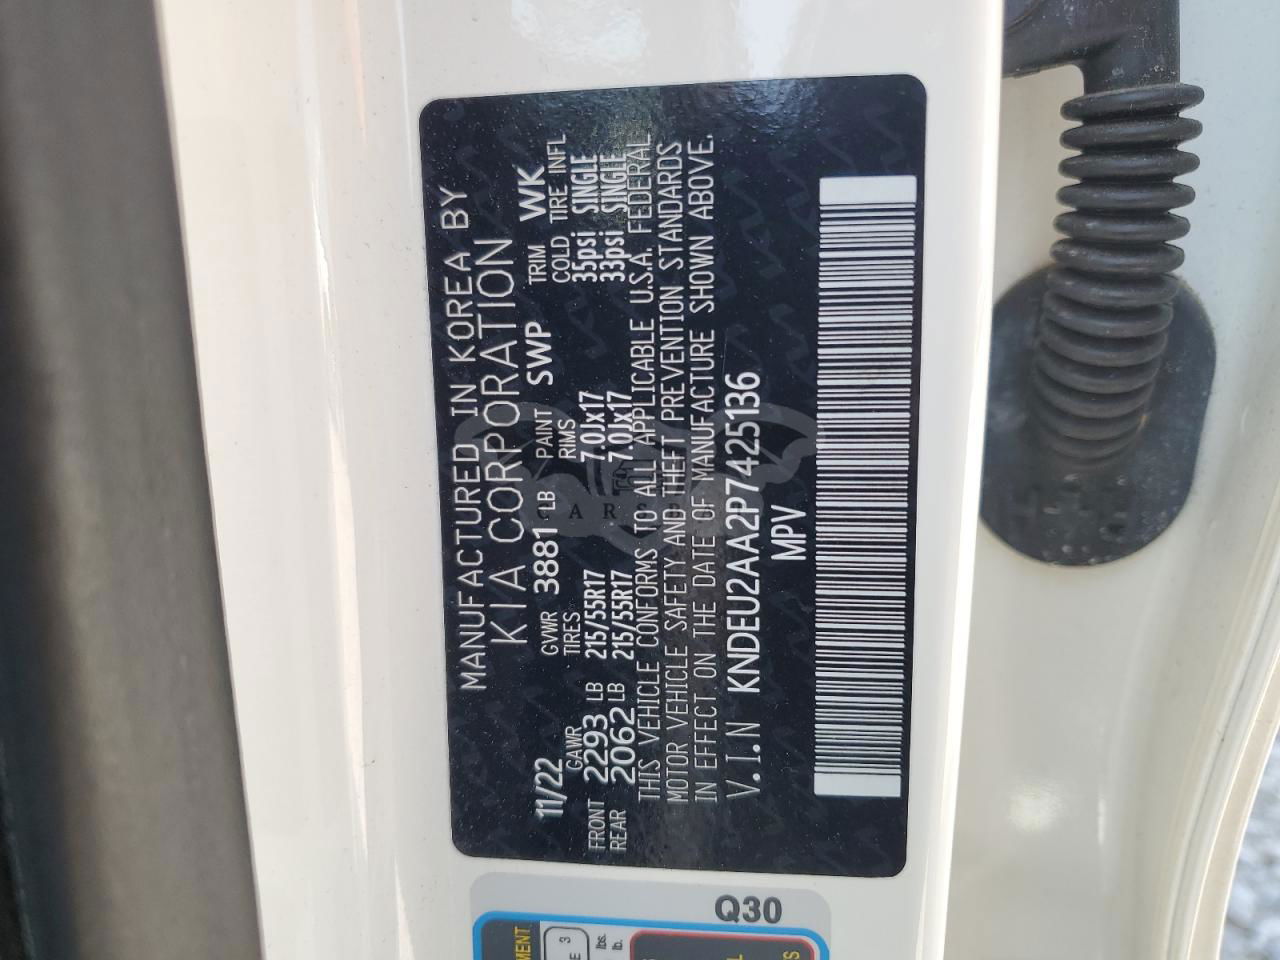 MANUFACTURED IN KOREA BY
KIA CORPORATION
11/22 GVWR 3881 LB PAINT SWP TRIM WK
GAWR TIRES RIMS COLD TIRE INFL
FRONT 2293 LB 215/55R17 7.0Jx17 35psi SINGLE
REAR 2062 LB 215/55R17 7.0Jx17 33psi SINGLE
THIS VEHICLE CONFORMS TO ALL APPLICABLE U.S.A. FEDERAL
MOTOR VEHICLE SAFETY AND THEFT PREVENTION STANDARDS
IN EFFECT ON THE DATE OF MANUFACTURE SHOWN ABOVE.
V.I.N KNDEU2AA2P7425136
MPV
Q30
3
lbs.
lb.